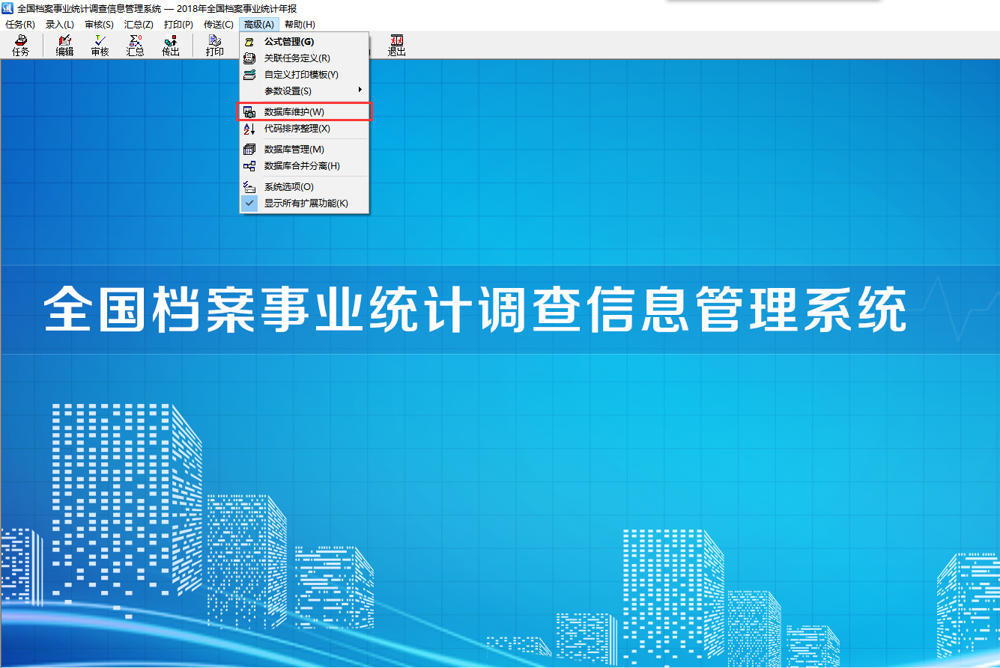 全国档案事业统计调查信息管理系统 — 2018年全国档案事业统计年报
任务(R) 录入(L) 审核(S) 汇总(Z) 打印(P) 传送(C) 高级(A) 帮助(H)
任务 编辑 审核 汇总 传出 打印 退出
公式管理(G)
关联任务定义(R)
自定义打印模板(Y)
参数设置(S)
数据库维护(W)
代码排序整理(X)
数据库管理(M)
数据库合并分离(H)
系统选项(O)
显示所有扩展功能(K)
全国档案事业统计调查信息管理系统